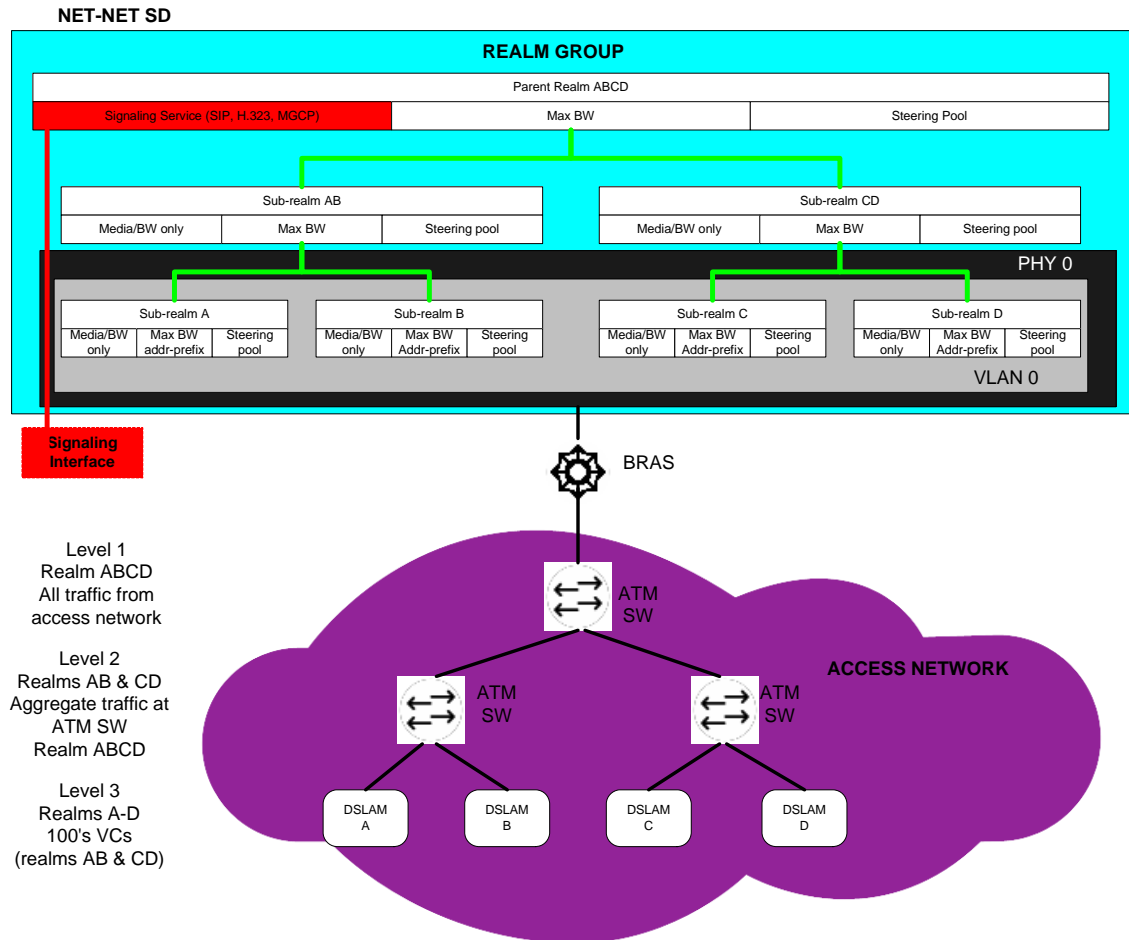 NET-NET SD
REALM GROUP
Parent Realm ABCD
Signaling Service (SIP, H.323, MGCP)
Max BW
Steering Pool
Sub-realm AB
Media/BW only
Max BW
Steering pool
Sub-realm CD
Media/BW only
Max BW
Steering pool
PHY 0
Sub-realm A
Media/BW
only
Max BW
addr-prefix
Steering
pool
Sub-realm B
Media/BW
only
Max BW
Addr-prefix
Steering
pool
Sub-realm C
Media/BW
only
Max BW
Addr-prefix
Steering
pool
Sub-realm D
Media/BW
only
Max BW
Addr-prefix
Steering
pool
VLAN 0
Signaling
Interface
BRAS
Level 1
Realm ABCD
All traffic from
access network
ATM
SW
Level 2
Realms AB & CD
Aggregate traffic at
ATM SW
Realm ABCD
ATM
SW
ATM
SW
ACCESS NETWORK
Level 3
Realms A-D
100's VCs
(realms AB & CD)
DSLAM
A
DSLAM
B
DSLAM
C
DSLAM
D